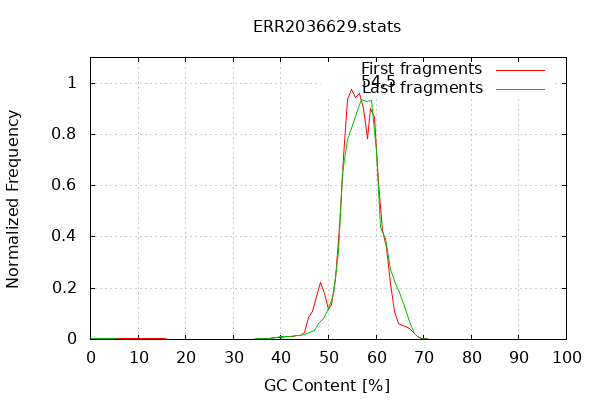 ERR2036629.stats
First fragments
54.5
Last fragments
Normalized Frequency
1
0.8
0.6
0.4
0.2
0
0 10 20 30 40 50 60 70 80 90 100
GC Content [%]